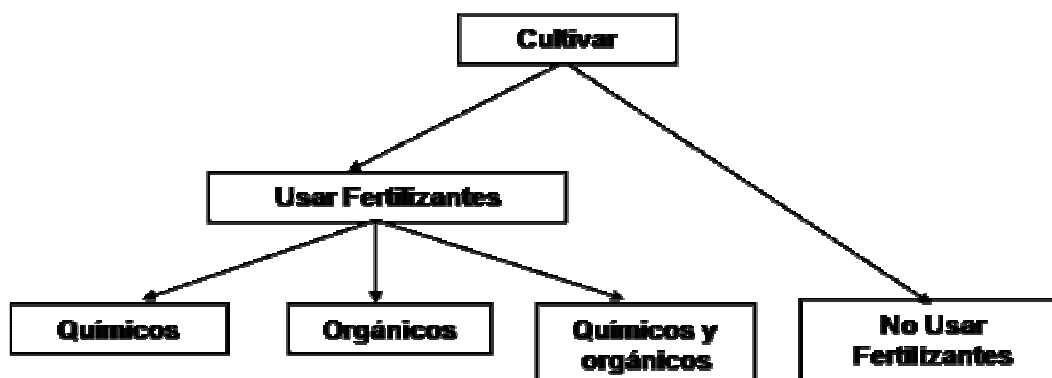 Cultivar
Usar Fertilizantes
Químicos
Orgánicos
Químicos y
orgánicos
No Usar
Fertilizantes